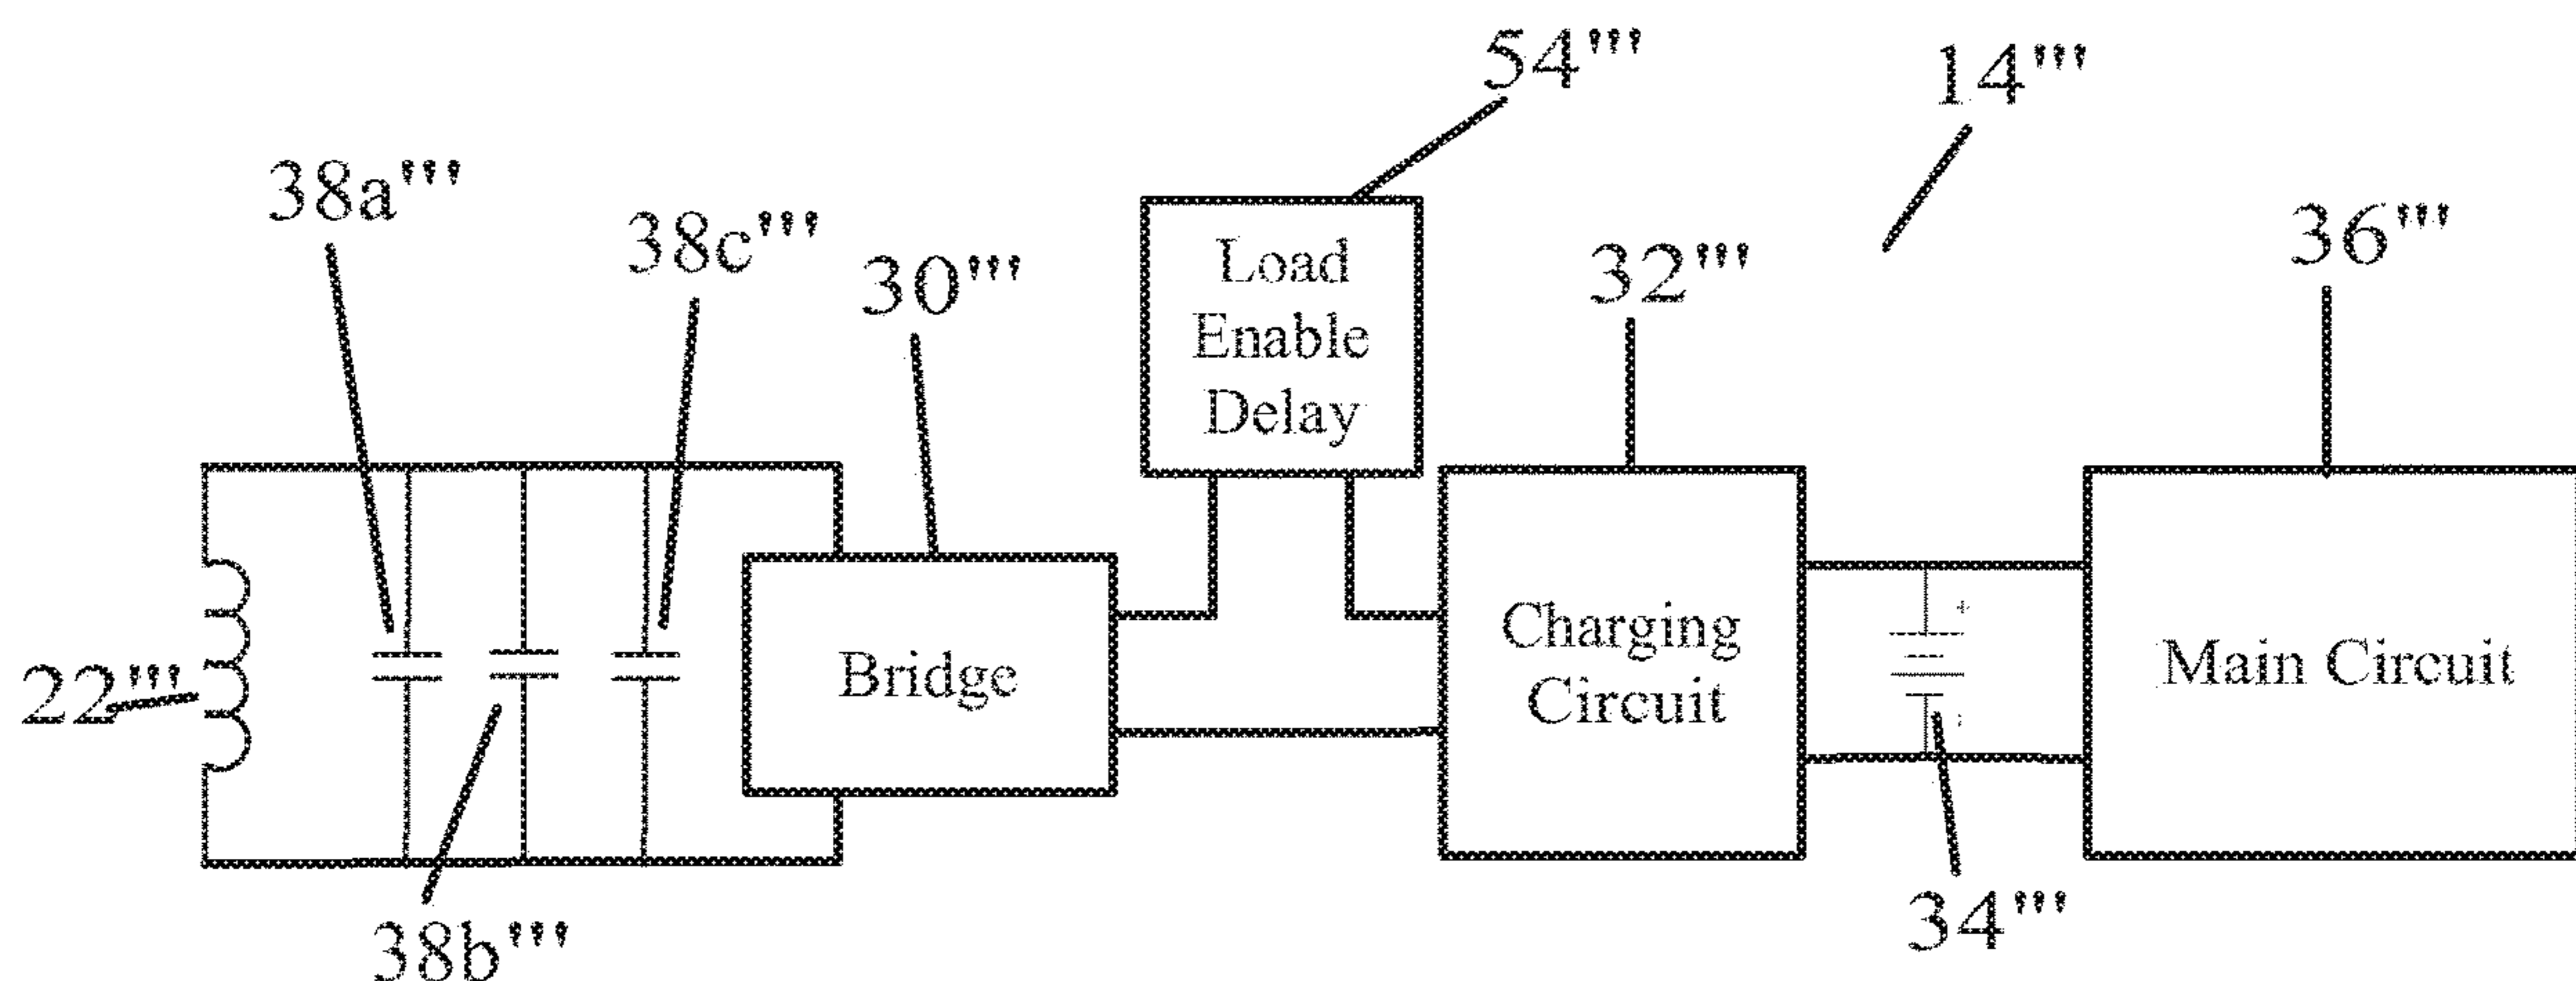 54'''
14'''
38a'''
38c'''
30'''
32'''
36'''
Load
Enable
Delay
22'''
Bridge
Charging
Circuit
+
-
Main Circuit
38b'''
34'''